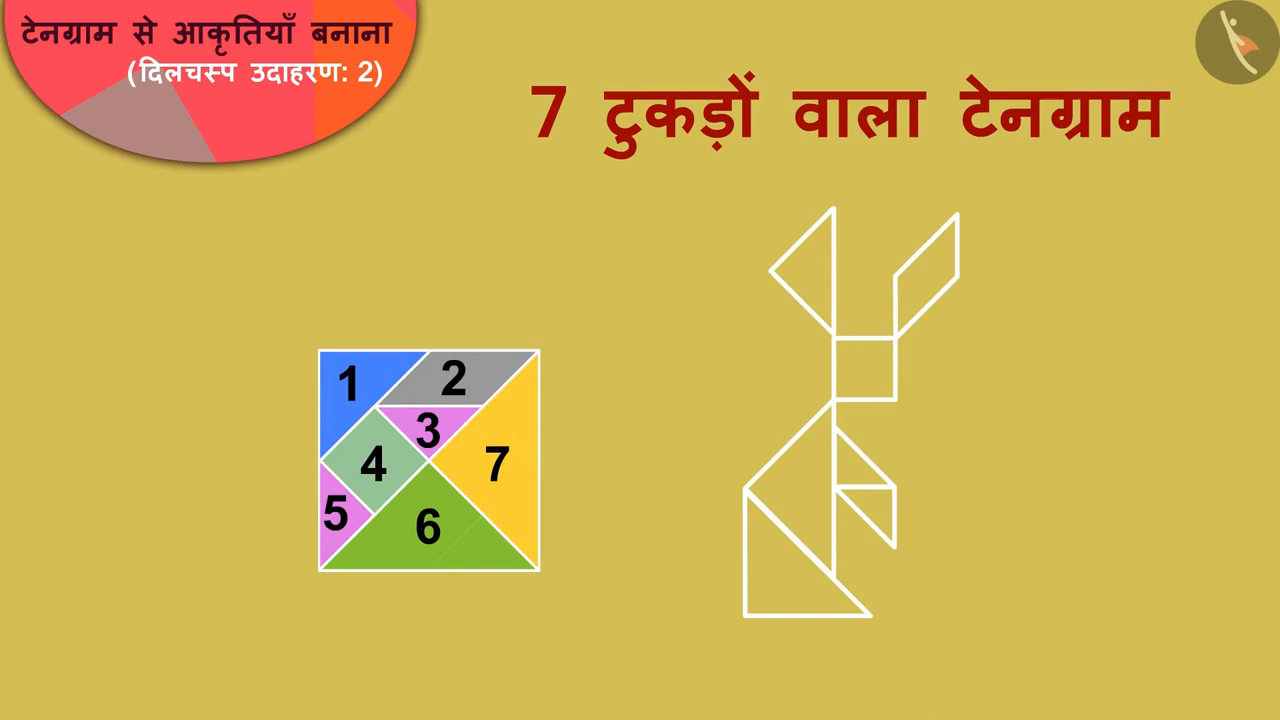 टेनग्राम से आकृतियाँ बनाना
(दिलचस्प उदाहरण: 2)
7 टुकड़ों वाला टेनग्राम
1
2
3
4
7
5
6